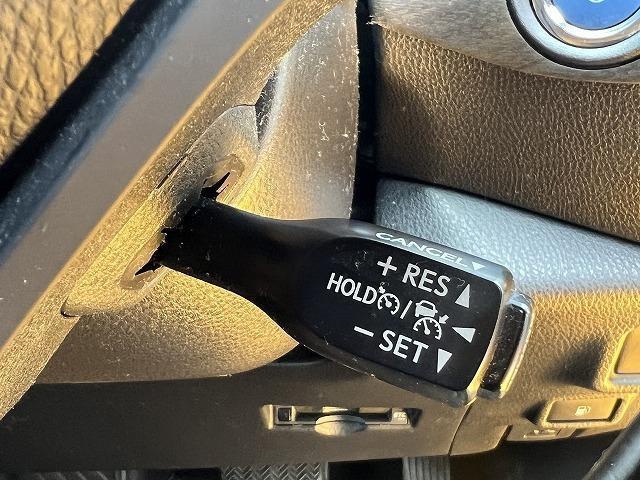 CANCEL
+ RES
HOLD /
− SET